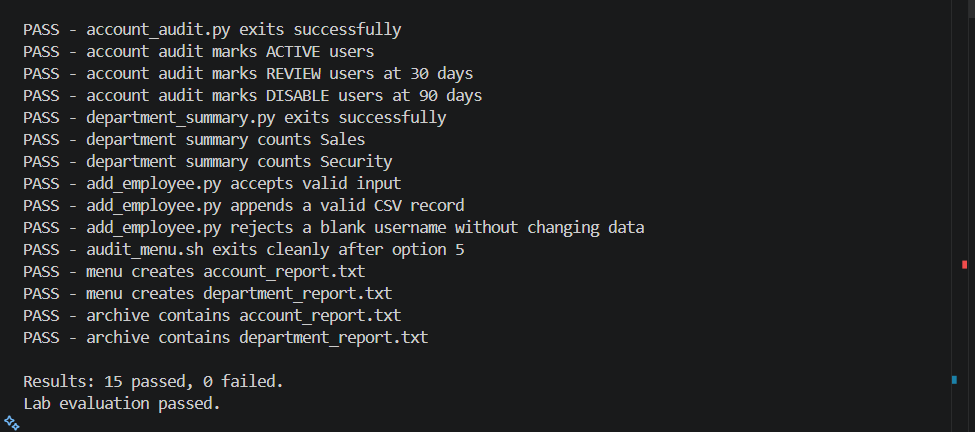 PASS - account_audit.py exits successfully
PASS - account audit marks ACTIVE users
PASS - account audit marks REVIEW users at 30 days
PASS - account audit marks DISABLE users at 90 days
PASS - department_summary.py exits successfully
PASS - department summary counts Sales
PASS - department summary counts Security
PASS - add_employee.py accepts valid input
PASS - add_employee.py appends a valid CSV record
PASS - add_employee.py rejects a blank username without changing data
PASS - audit_menu.sh exits cleanly after option 5
PASS - menu creates account_report.txt
PASS - menu creates department_report.txt
PASS - archive contains account_report.txt
PASS - archive contains department_report.txt
Results: 15 passed, 0 failed.
Lab evaluation passed.